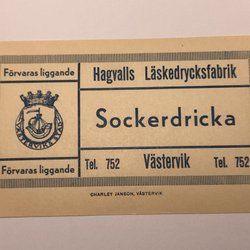 Förvaras liggande
Hagvalls Läskedrycksfabrik
Sockerdricka
Förvaras liggande
Tel. 752 Västervik Tel. 752
CHARLEY JANSON, VÄSTERVIK